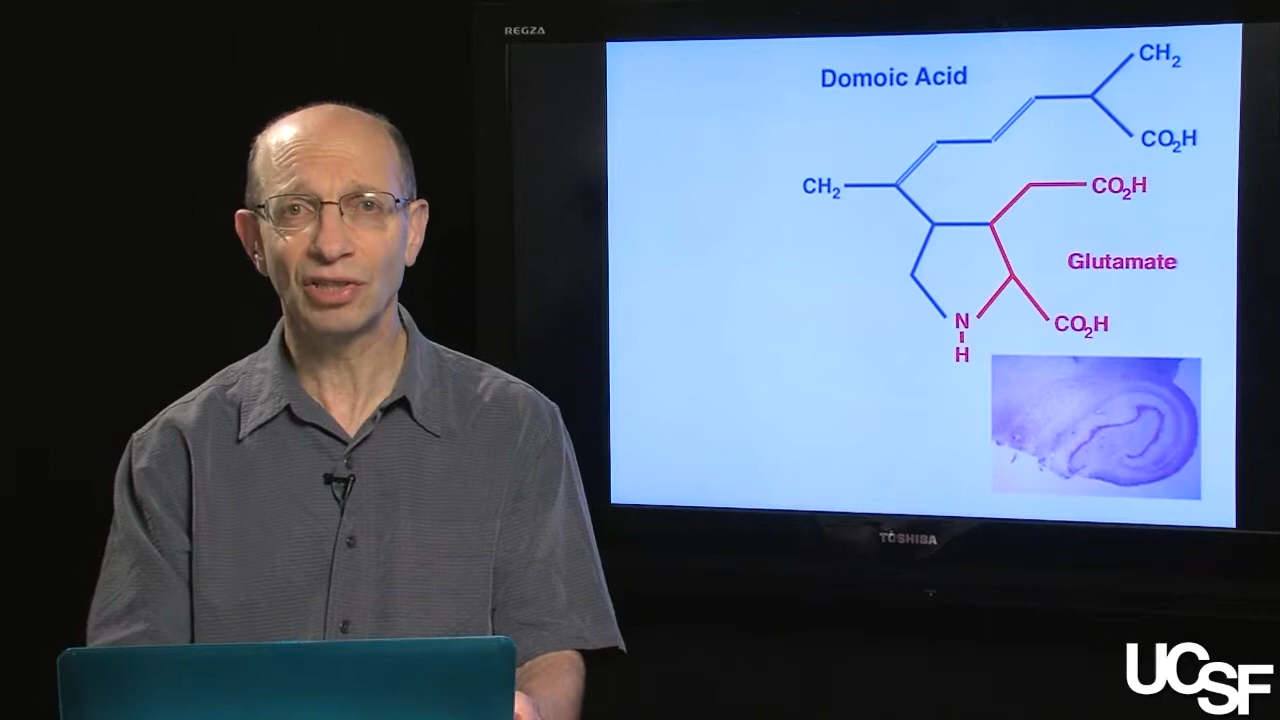 REGZA
Domoic Acid
CH2
CO2H
CH2
CO2H
Glutamate
N
H
CO2H
TOSHIBA
UCSF